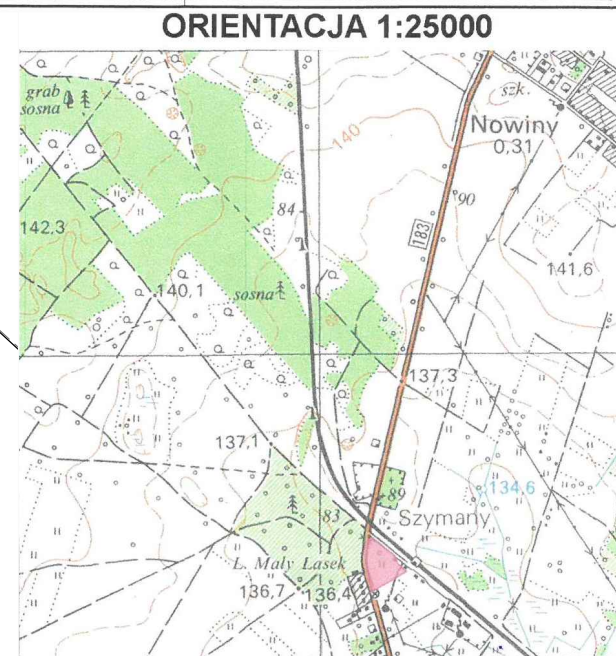 ORIENTACJA 1:25000
grab
sosna
szk.
Nowiny
0,31
140
90
84
183
142,3
141,6
140,1
sosna
137,3
137,1
134,6
89
83
Szymany
L. Mały Lasek
136,7
136,4